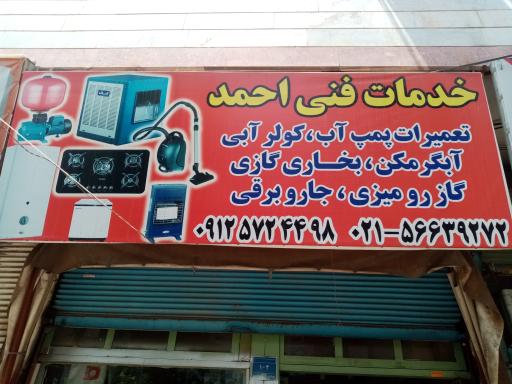 خدمات فنی احمد
تعمیرات پمپ آب، کولر آبی
آبگرمکن، بخاری گازی
گاز رومیزی، جارو برقی
۰۹۱۲۵۷۲۴۴۹۸ ۰۲۱-۵۶۶۳۹۲۷۲